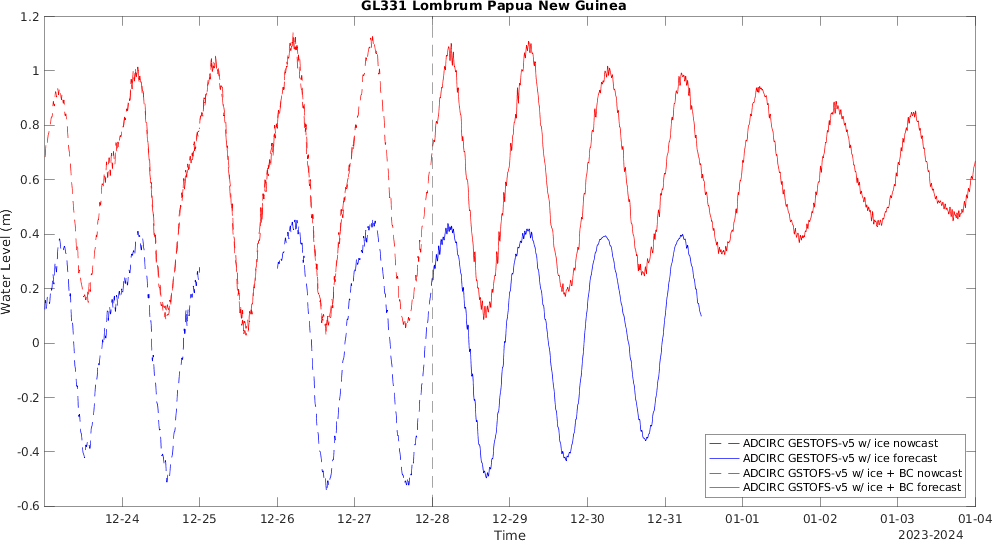 GL331 Lombrum Papua New Guinea
1.2
1
0.8
0.6
0.4
0.2
0
-0.2
-0.4
-0.6
Water Level (m)
ADCIRC GESTOFS-v5 w/ ice nowcast
ADCIRC GESTOFS-v5 w/ ice forecast
ADCIRC GSTOFS-v5 w/ ice + BC nowcast
ADCIRC GSTOFS-v5 w/ ice + BC forecast
12-24 12-25 12-26 12-27 12-28 12-29 12-30 12-31 01-01 01-02 01-03 01-04
Time
2023-2024